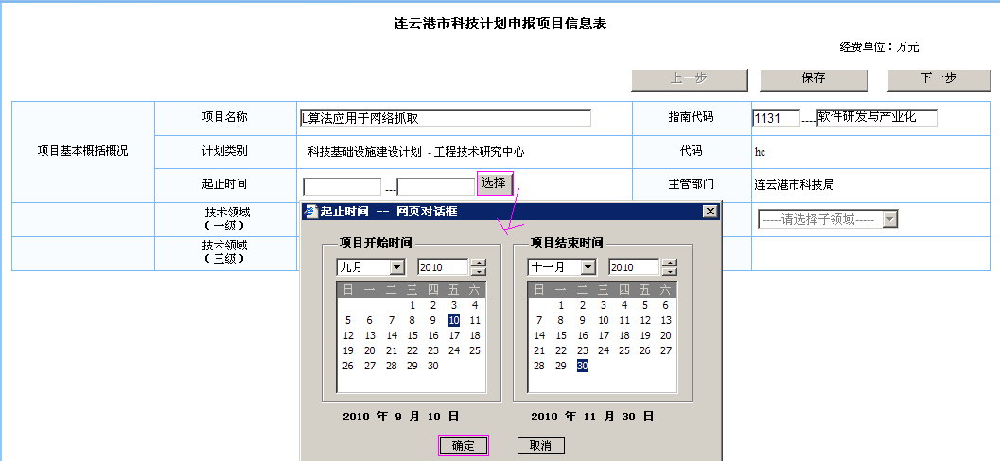 连云港市科技计划申报项目信息表
经费单位：万元
上一步 保存 下一步
项目基本概括概况 项目名称 L算法应用于网络抓取 指南代码 1131 ----软件研发与产业化
计划类别 科技基础设施建设计划 - 工程技术研究中心 代码 hc
起止时间 --- 选择 主管部门 连云港市科技局
技术领域
（一级） -----请选择子领域-----
技术领域
（三级）
起止时间 -- 网页对话框
项目开始时间
九月 2010
日 一 二 三 四 五 六
1 2 3 4
5 6 7 8 9 10 11
12 13 14 15 16 17 18
19 20 21 22 23 24 25
26 27 28 29 30
2010 年 9 月 10 日
项目结束时间
十一月 2010
日 一 二 三 四 五 六
1 2 3 4 5 6
7 8 9 10 11 12 13
14 15 16 17 18 19 20
21 22 23 24 25 26 27
28 29 30
2010 年 11 月 30 日
确定 取消